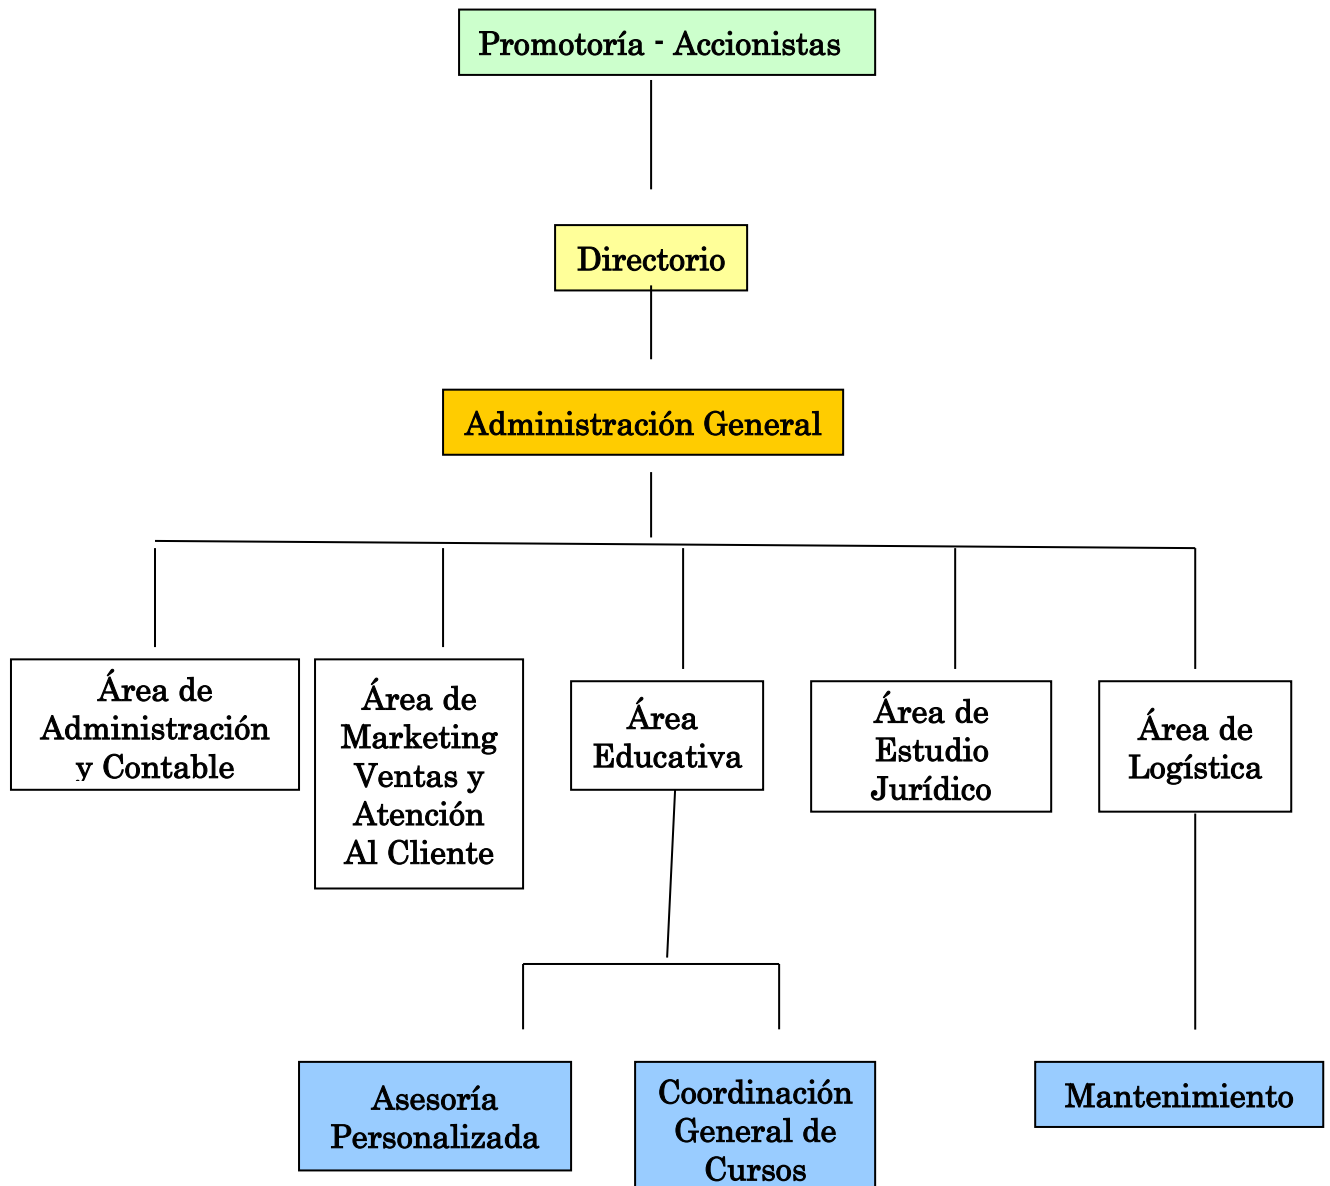 Promotoría - Accionistas
Directorio
Administración General
Área de
Administración
y Contable
Área de
Marketing
Ventas y
Atención
Al Cliente
Área
Educativa
Área de
Estudio
Jurídico
Área de
Logística
Asesoría
Personalizada
Coordinación
General de
Cursos
Mantenimiento